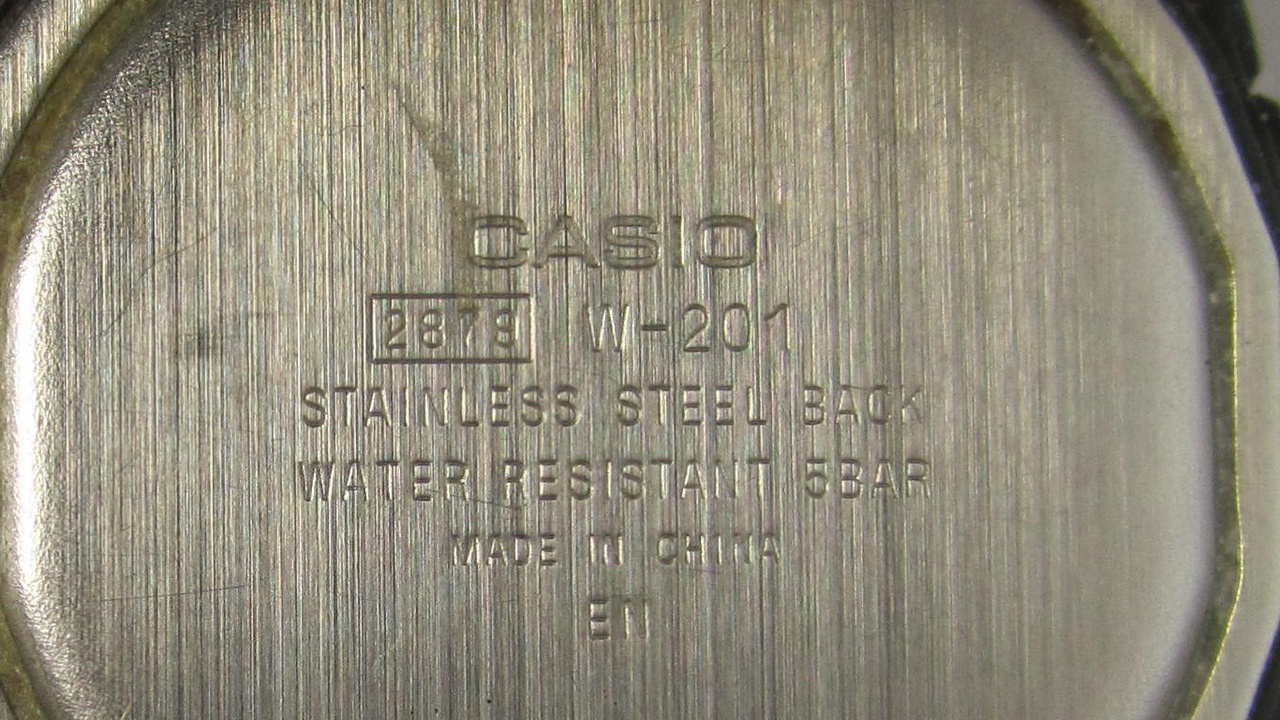 CASIO
2879 W-201
STAINLESS STEEL BACK
WATER RESISTANT 5BAR
MADE IN CHINA
EN